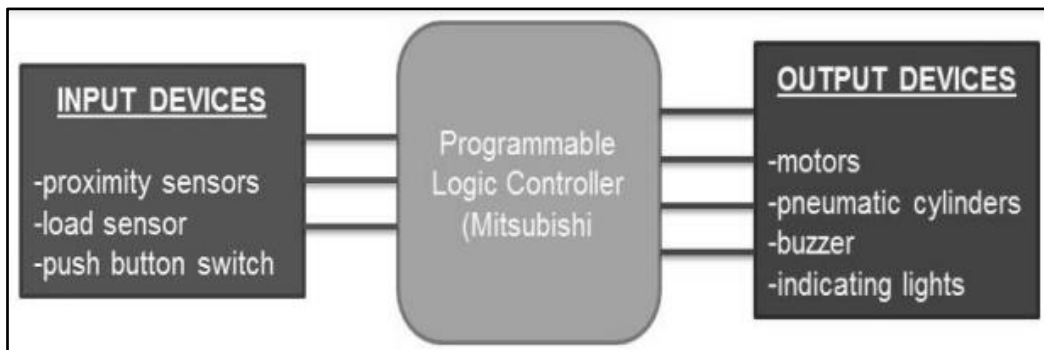 INPUT DEVICES
-proximity sensors
-load sensor
-push button switch
Programmable
Logic Controller
(Mitsubishi
OUTPUT DEVICES
-motors
-pneumatic cylinders
-buzzer
-indicating lights